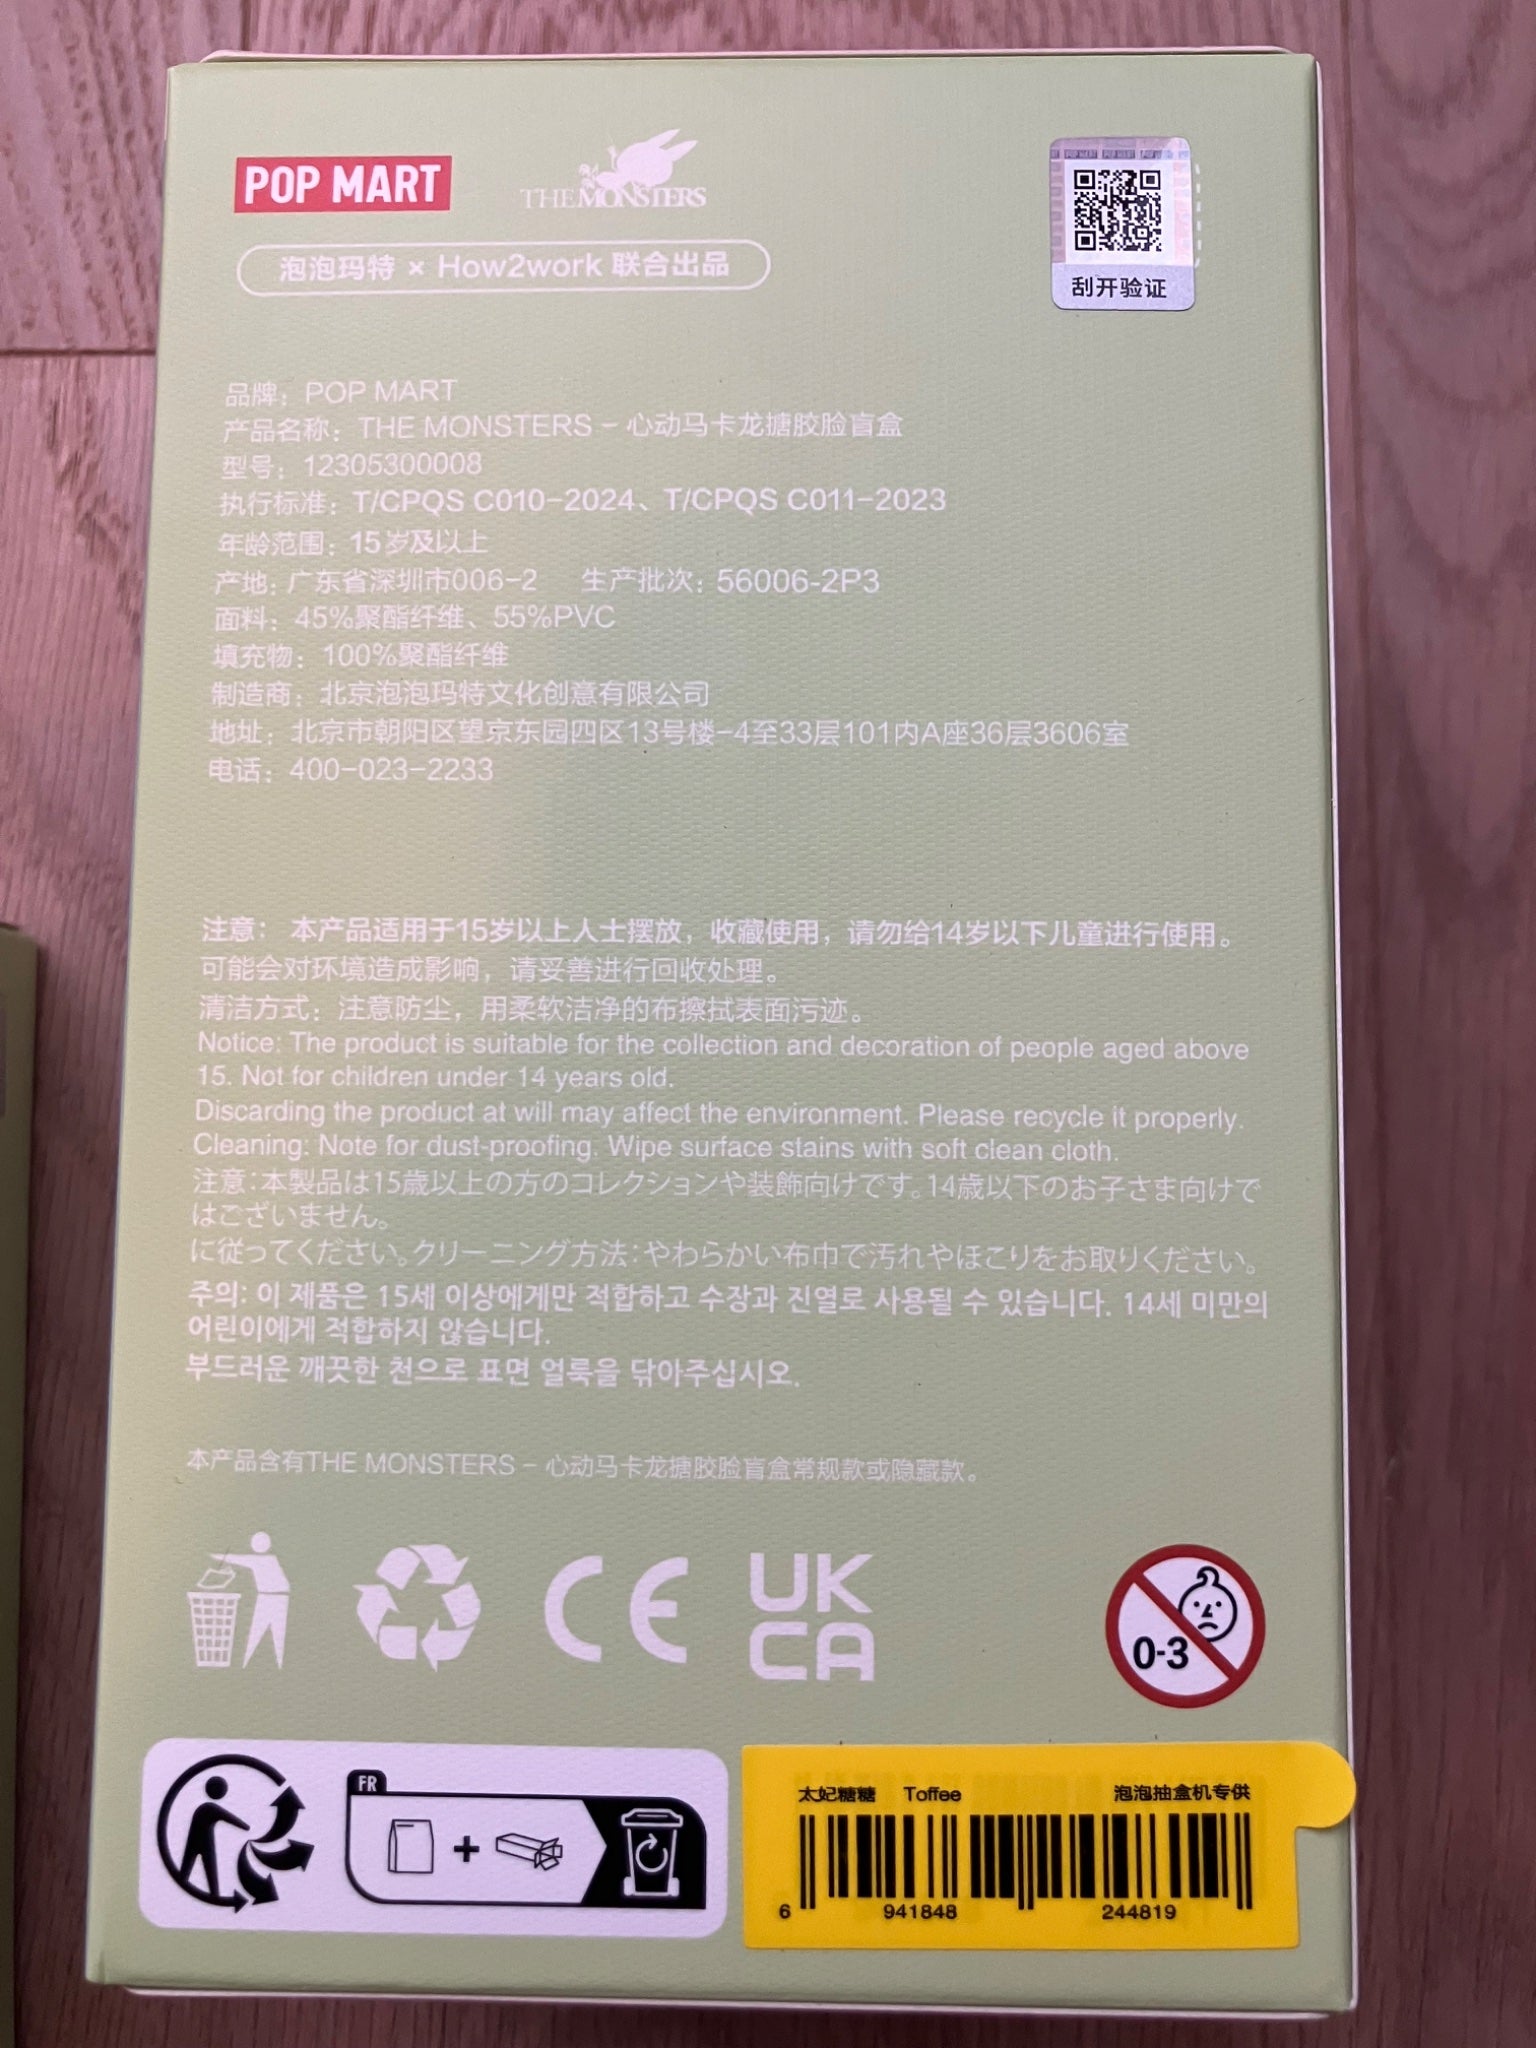 POP MART
THE MONSTERS
泡泡玛特 × How2work 联合出品
刮开验证
品牌：POP MART
产品名称：THE MONSTERS – 心动马卡龙搪胶脸盲盒
型号：12305300008
执行标准：T/CPQS C010-2024、T/CPQS C011-2023
年龄范围：15岁及以上
产地：广东省深圳市006-2 生产批次：56006-2P3
面料：45%聚酯纤维、55%PVC
填充物：100%聚酯纤维
制造商：北京泡泡玛特文化创意有限公司
地址：北京市朝阳区望京东园四区13号楼-4至33层101内A座36层3606室
电话：400-023-2233
注意：本产品适用于15岁以上人士摆放，收藏使用，请勿给14岁以下儿童进行使用。
可能会对环境造成影响，请妥善进行回收处理。
清洁方式：注意防尘，用柔软洁净的布擦拭表面污迹。
Notice: The product is suitable for the collection and decoration of people aged above
15. Not for children under 14 years old.
Discarding the product at will may affect the environment. Please recycle it properly.
Cleaning: Note for dust-proofing. Wipe surface stains with soft clean cloth.
注意：本製品は15歳以上の方のコレクションや装飾向けです。14歳以下のお子さま向けで
はございません。
に従ってください。クリーニング方法：やわらかい布巾で汚れやほこりをお取りください。
주의: 이 제품은 15세 이상에게만 적합하고 수장과 진열로 사용될 수 있습니다. 14세 미만의
어린이에게 적합하지 않습니다.
부드러운 깨끗한 천으로 표면 얼룩을 닦아주십시오.
本产品含有THE MONSTERS – 心动马卡龙搪胶脸盲盒常规款或隐藏款。
CE
UK
CA
0-3
FR
太妃糖糖 Toffee 泡泡抽盒机专供
6 941848 244819